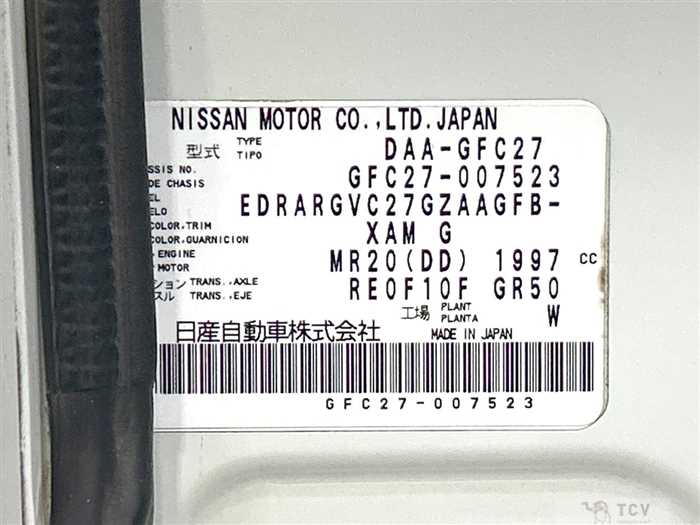 NISSAN MOTOR CO.,LTD.JAPAN
型式 TYPE TIPO DAA-GFC27
SSIS NO.
DE CHASIS GFC27-007523
EL
ELO EDRARGVC27GZAAGFB-
COLOR,TRIM
COLOR,GUARNICION XAM G
ENGINE
MOTOR MR20(DD) 1997 CC
ション TRANS.,AXLE
スル TRANS.,EJE RE0F10F GR50
工場 PLANT PLANTA W
日産自動車株式会社 MADE IN JAPAN
GFC27-007523
TCV